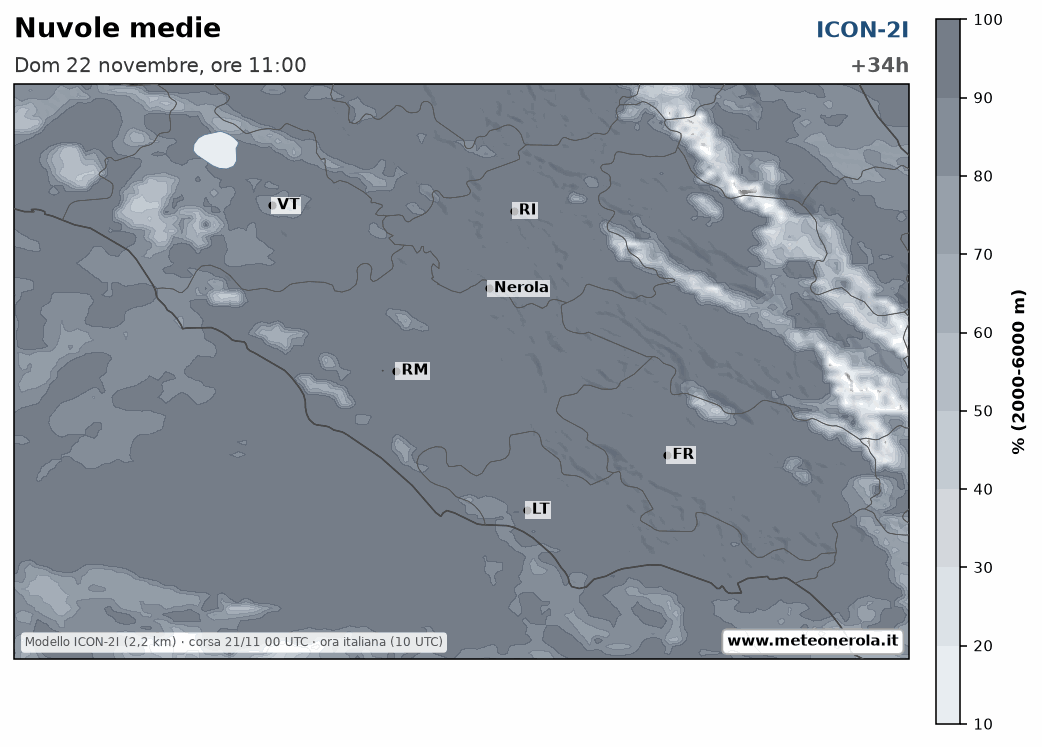 Nuvole medie
ICON-2I
Dom 22 novembre, ore 11:00
+34h
VT
RI
Nerola
RM
FR
LT
Modello ICON-2I (2,2 km) · corsa 21/11 00 UTC · ora italiana (10 UTC)
www.meteonerola.it
100
90
80
70
60
50
40
30
20
10
% (2000-6000 m)